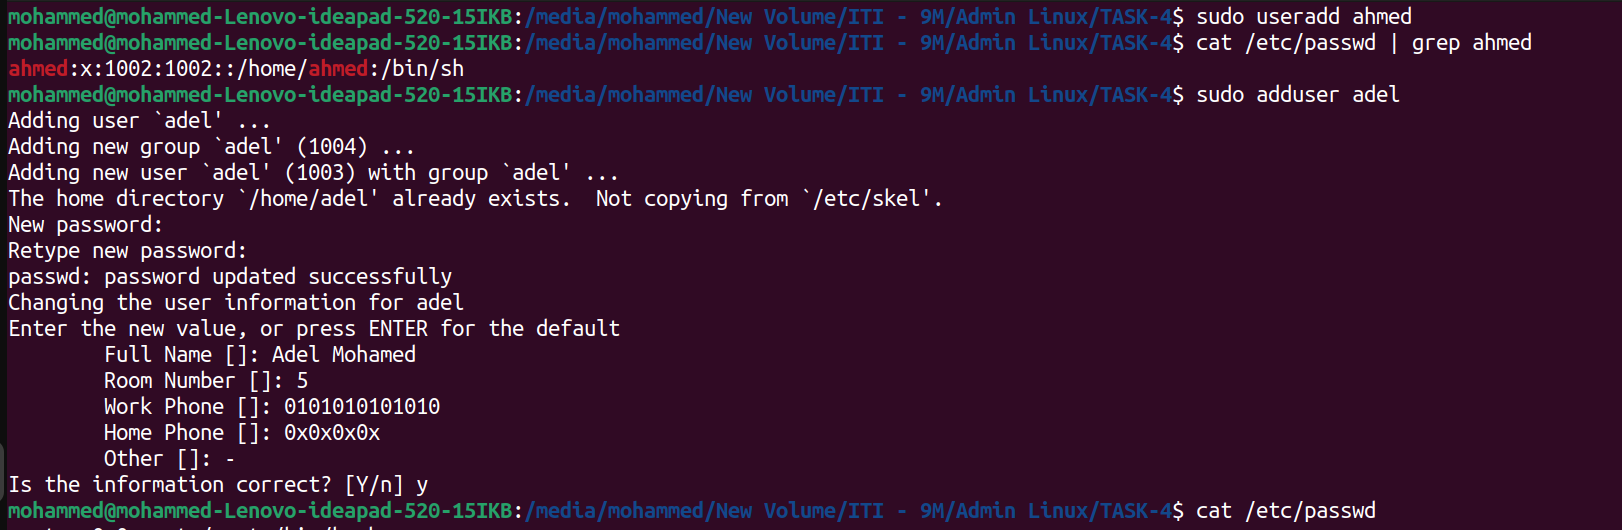 mohammed@mohammed-Lenovo-ideapad-520-15IKB:/media/mohammed/New Volume/ITI - 9M/Admin Linux/TASK-4$ sudo useradd ahmed
mohammed@mohammed-Lenovo-ideapad-520-15IKB:/media/mohammed/New Volume/ITI - 9M/Admin Linux/TASK-4$ cat /etc/passwd | grep ahmed
ahmed:x:1002:1002::/home/ahmed:/bin/sh
mohammed@mohammed-Lenovo-ideapad-520-15IKB:/media/mohammed/New Volume/ITI - 9M/Admin Linux/TASK-4$ sudo adduser adel
Adding user `adel' ...
Adding new group `adel' (1004) ...
Adding new user `adel' (1003) with group `adel' ...
The home directory `/home/adel' already exists.  Not copying from `/etc/skel'.
New password:
Retype new password:
passwd: password updated successfully
Changing the user information for adel
Enter the new value, or press ENTER for the default
	Full Name []: Adel Mohamed
	Room Number []: 5
	Work Phone []: 0101010101010
	Home Phone []: 0x0x0x0x
	Other []: -
Is the information correct? [Y/n] y
mohammed@mohammed-Lenovo-ideapad-520-15IKB:/media/mohammed/New Volume/ITI - 9M/Admin Linux/TASK-4$ cat /etc/passwd